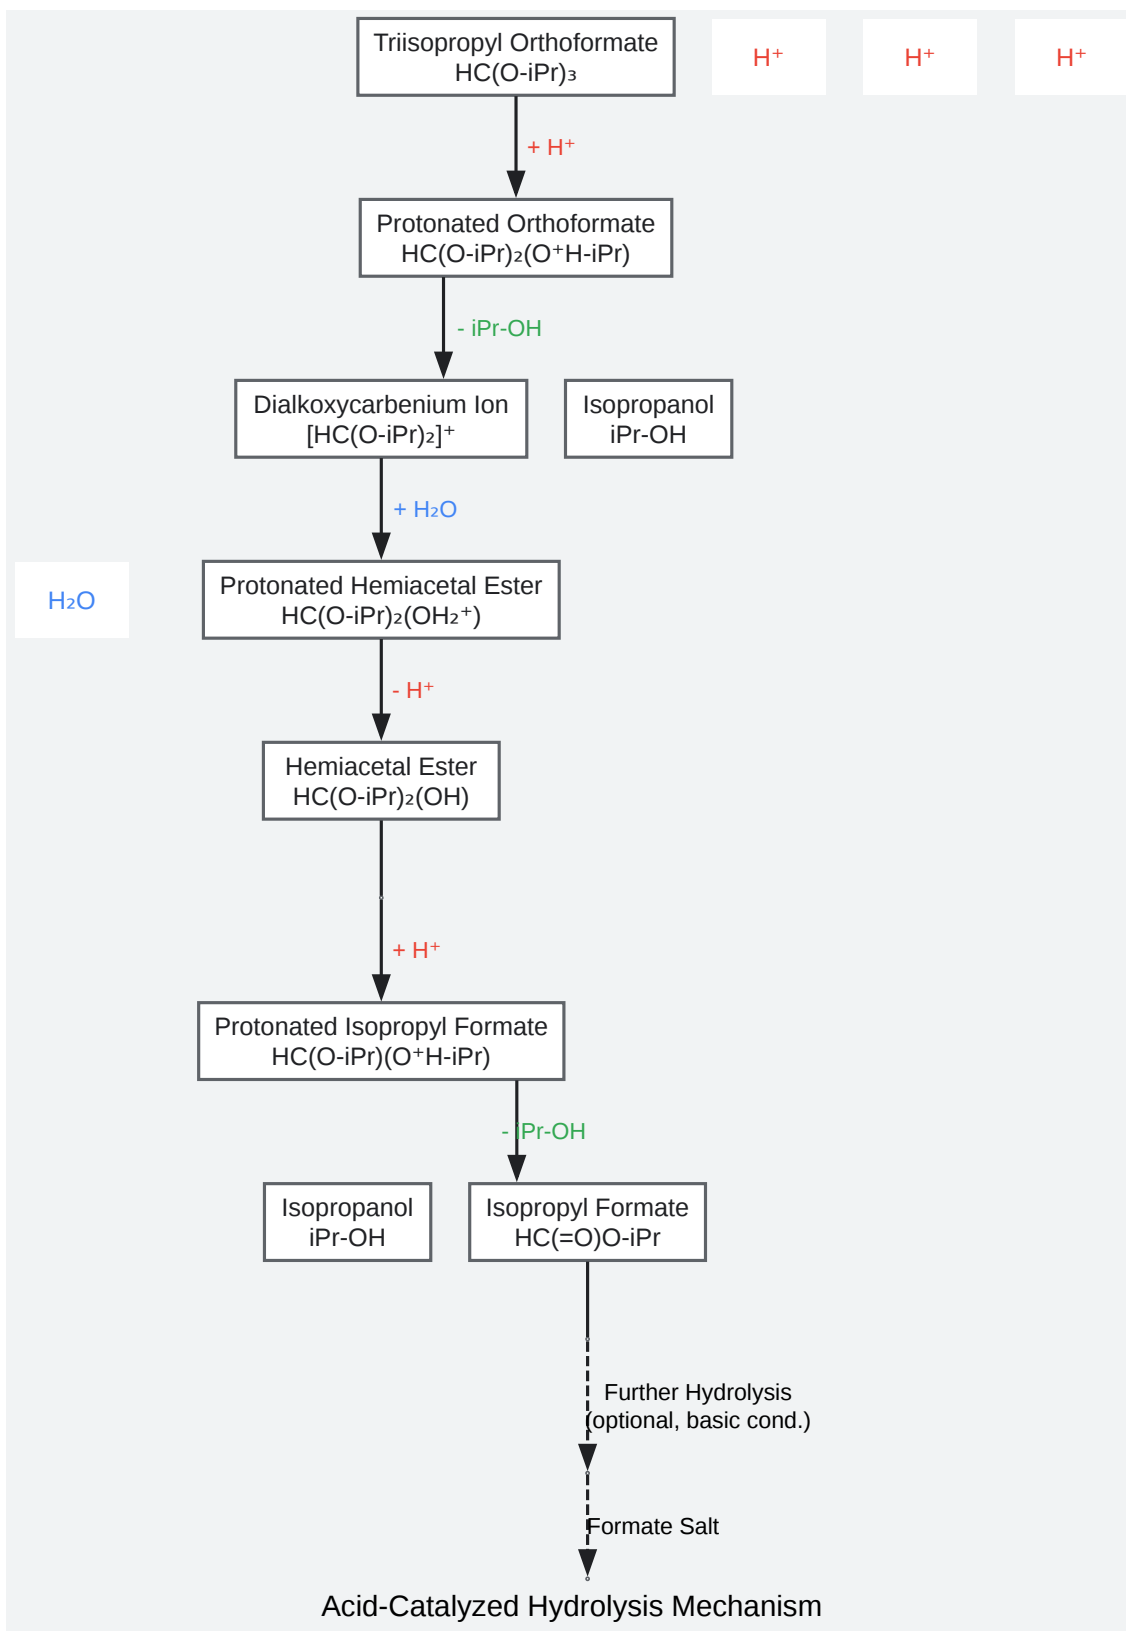 Triisopropyl Orthoformate
HC(O-iPr)₃
H⁺
H⁺
H⁺
+ H⁺
Protonated Orthoformate
HC(O-iPr)₂(O⁺H-iPr)
- iPr-OH
Dialkoxycarbenium Ion
[HC(O-iPr)₂]⁺
Isopropanol
iPr-OH
+ H₂O
H₂O
Protonated Hemiacetal Ester
HC(O-iPr)₂(OH₂⁺)
- H⁺
Hemiacetal Ester
HC(O-iPr)₂(OH)
+ H⁺
Protonated Isopropyl Formate
HC(O-iPr)(O⁺H-iPr)
- iPr-OH
Isopropanol
iPr-OH
Isopropyl Formate
HC(=O)O-iPr
Further Hydrolysis
(optional, basic cond.)
Formate Salt
Acid-Catalyzed Hydrolysis Mechanism